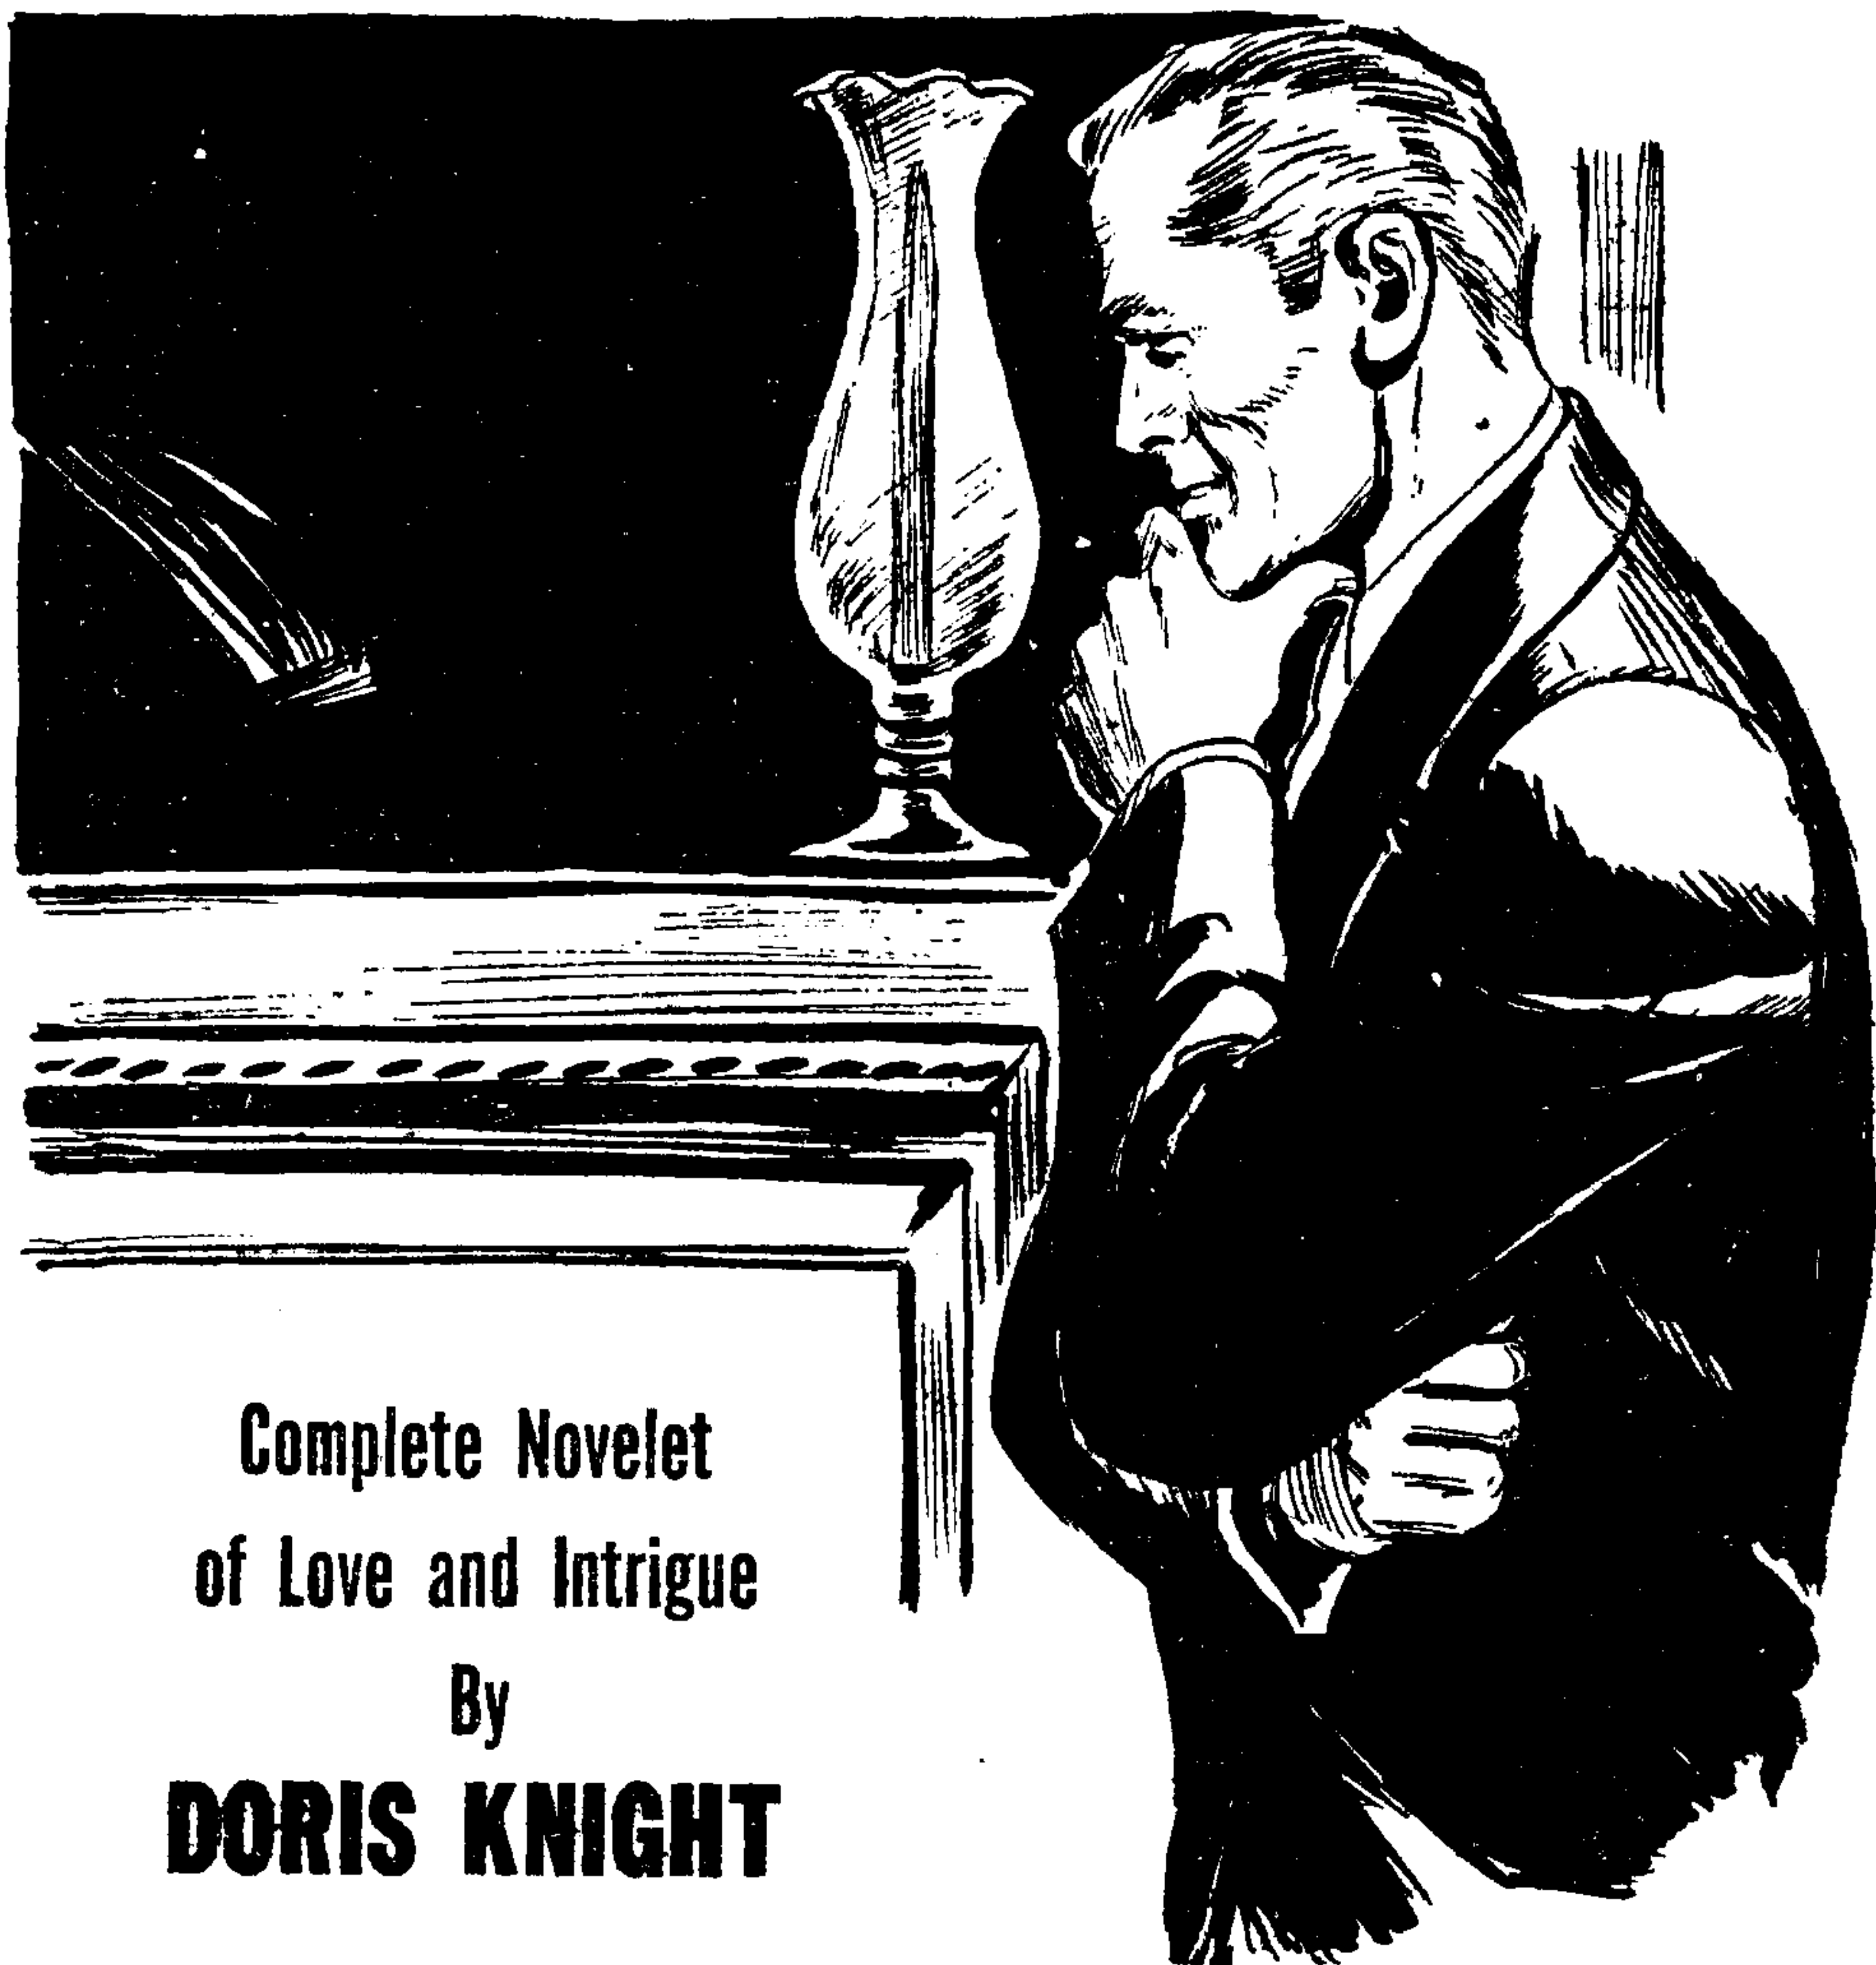 Complete Novelet
of Love and Intrigue
By
DORIS KNIGHT